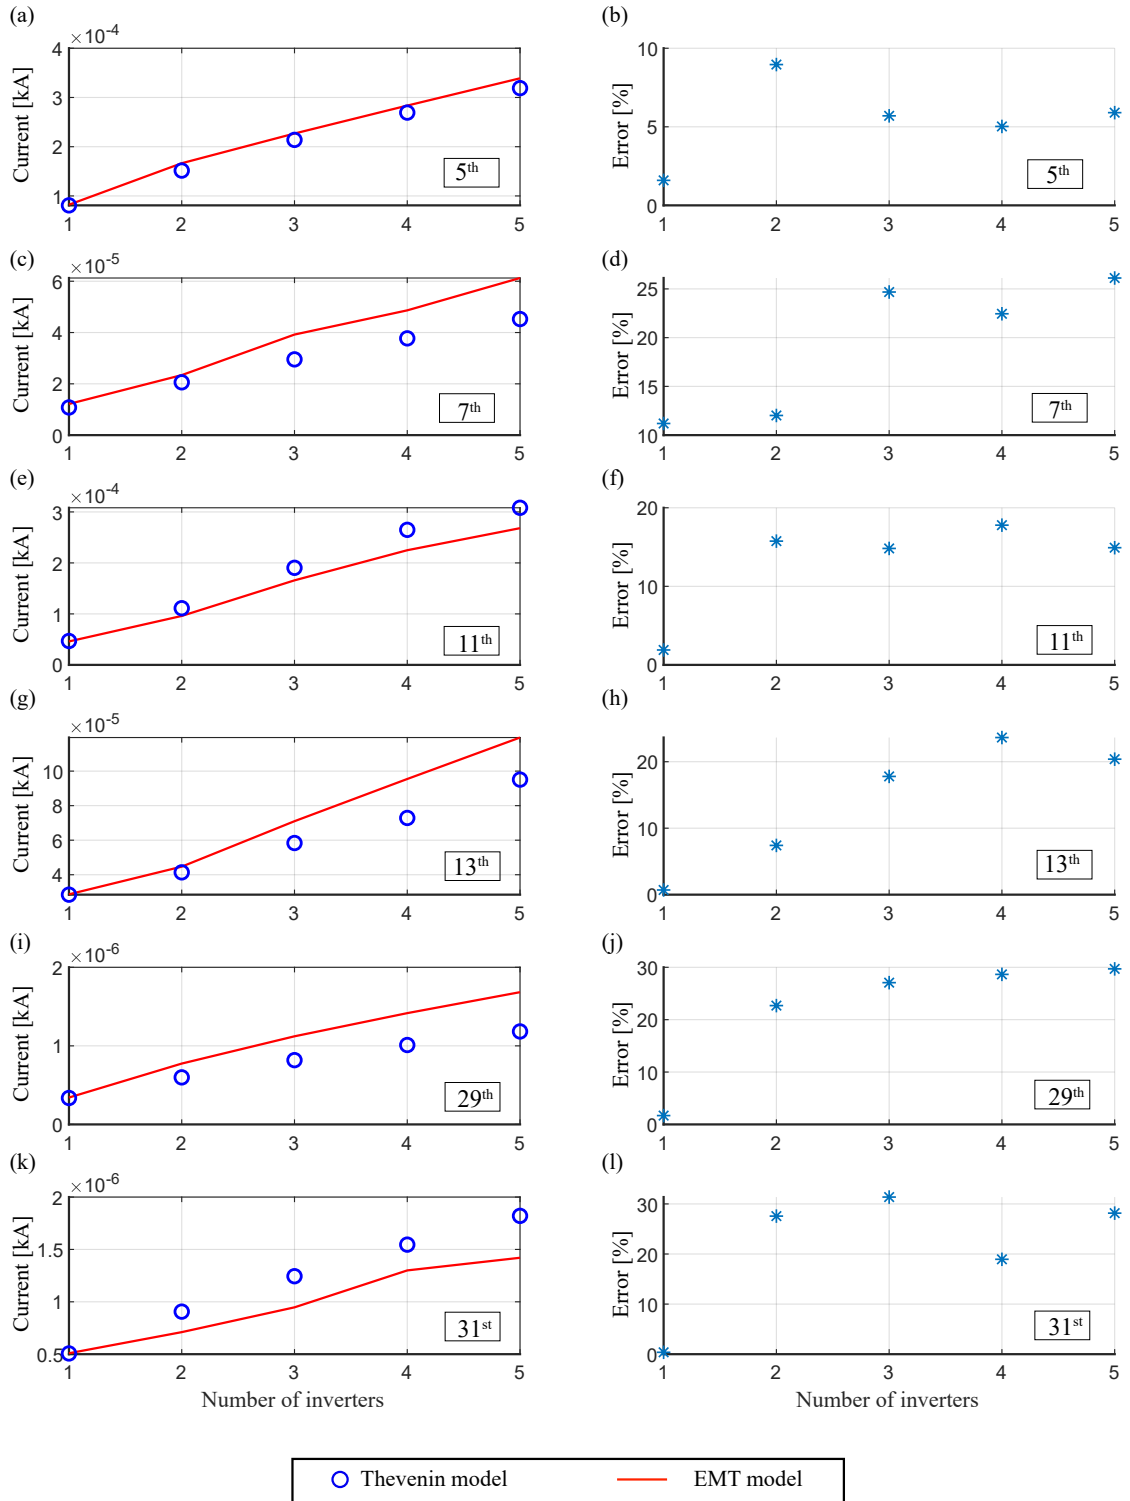 (a)
×10⁻⁴
Current [kA]
4
3
2
1
5th
1 2 3 4 5
(b)
Error [%]
10
5
0
5th
1 2 3 4 5
(c)
×10⁻⁵
Current [kA]
6
4
2
0
7th
1 2 3 4 5
(d)
Error [%]
25
20
15
10
7th
1 2 3 4 5
(e)
×10⁻⁴
Current [kA]
3
2
1
0
11th
1 2 3 4 5
(f)
Error [%]
20
10
0
11th
1 2 3 4 5
(g)
×10⁻⁵
Current [kA]
10
8
6
4
13th
1 2 3 4 5
(h)
Error [%]
20
10
0
13th
1 2 3 4 5
(i)
×10⁻⁶
Current [kA]
2
1
0
29th
1 2 3 4 5
(j)
Error [%]
30
20
10
0
29th
1 2 3 4 5
(k)
×10⁻⁶
Current [kA]
2
1.5
1
0.5
31st
1 2 3 4 5
Number of inverters
(l)
Error [%]
30
20
10
0
31st
1 2 3 4 5
Number of inverters
Thevenin model
EMT model